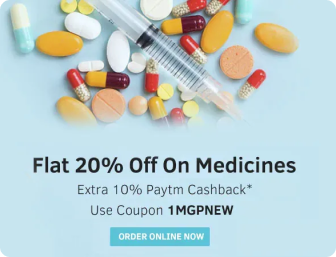 Flat 20% Off On Medicines
Extra 10% Paytm Cashback*
Use Coupon 1MGPNEW
ORDER ONLINE NOW